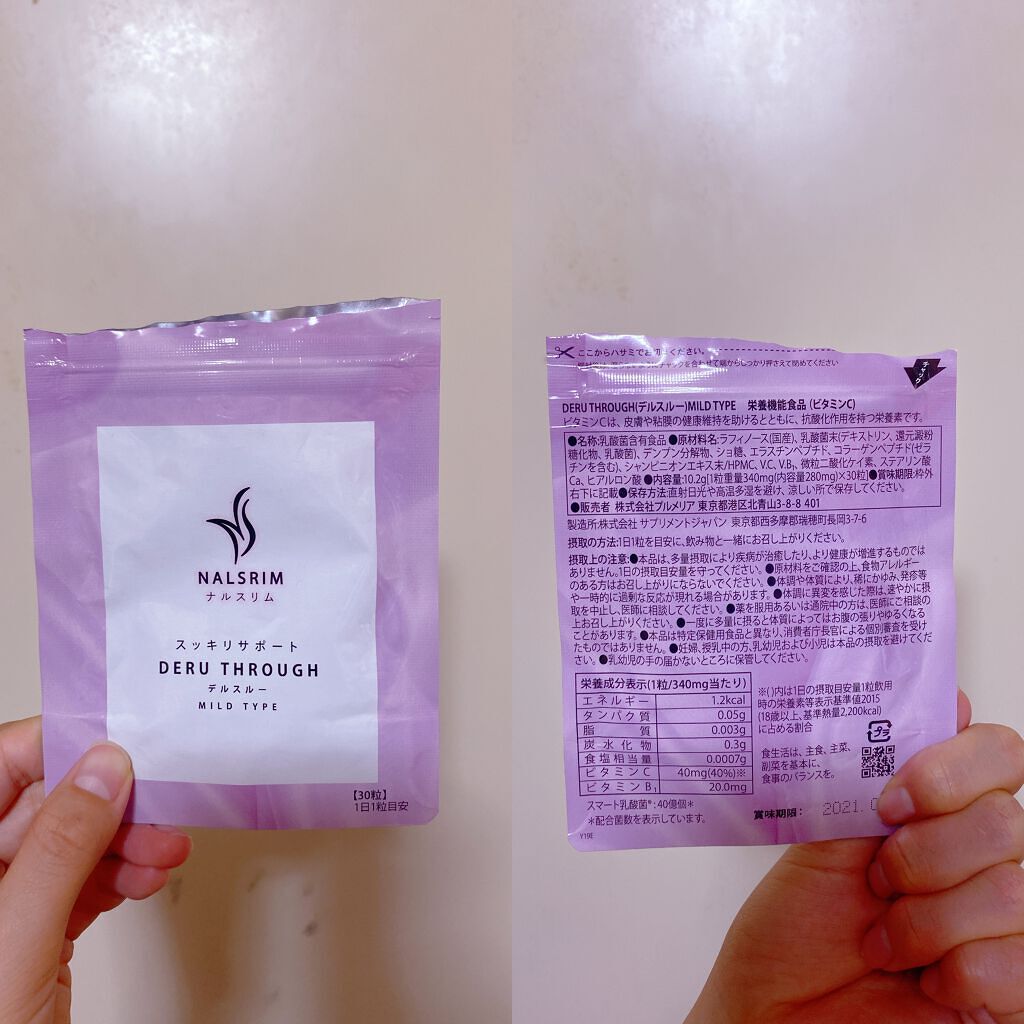 NALSRIM
ナルスリム
スッキリサポート
DERU THROUGH
デルスルー
MILD TYPE
【30粒】
1日1粒目安
ここからハサミでお切りください。
チャックを合わせて端からしっかり押さえて閉めてください
チャック
DERU THROUGH(デルスルー)MILD TYPE 栄養機能食品(ビタミンC)
ビタミンCは、皮膚や粘膜の健康維持を助けるとともに、抗酸化作用を持つ栄養素です。
●名称:乳酸菌含有食品●原材料名:ラフィノース(国産)、乳酸菌末(デキストリン、還元澱粉
糖化物、乳酸菌)、デンプン分解物、ショ糖、エラスチンペプチド、コラーゲンペプチド(ゼラ
チンを含む)、シャンピニオンエキス末/HPMC、V.C、V.B₁、微粒二酸化ケイ素、ステアリン酸
Ca、ヒアルロン酸●内容量:10.2g[1粒重量340mg(内容量280mg)×30粒]●賞味期限:枠外
右下に記載●保存方法:直射日光や高温多湿を避け、涼しい所で保存してください。
●販売者 株式会社プルメリア 東京都港区北青山3-8-8 401
製造所:株式会社 サプリメントジャパン 東京都西多摩郡瑞穂町長岡3-7-6
摂取の方法:1日1粒を目安に、飲み物と一緒にお召し上がりください。
摂取上の注意:●本品は、多量摂取により疾病が治癒したり、より健康が増進するものでは
ありません。1日の摂取目安量を守ってください。●原材料をご確認の上、食物アレルギー
のある方はお召し上がりにならないでください。●体調や体質により、稀にかゆみ、発疹等
や一時的に過剰な反応が現れる場合があります。●体調に異変を感じた際は、速やかに摂
取を中止し、医師に相談してください。●薬を服用あるいは通院中の方は、医師にご相談の
上お召し上がりください。●一度に多量に摂ると体質によってはお腹の張りやゆるくなる
ことがあります。●本品は特定保健用食品と異なり、消費者庁長官による個別審査を受け
たものではありません。●妊婦、授乳中の方、乳幼児および小児は本品の摂取を避けてくだ
さい。●乳幼児の手の届かないところに保管してください。
栄養成分表示(1粒/340mg当たり)
エネルギー 1.2kcal
タンパク質 0.05g
脂質 0.003g
炭水化物 0.3g
食塩相当量 0.0007g
ビタミンC 40mg(40%)※
ビタミンB₁ 20.0mg
※( )内は1日の摂取目安量1粒飲用
時の栄養素等表示基準値2015
(18歳以上、基準熱量2,200kcal)
に占める割合
食生活は、主食、主菜、
副菜を基本に、
食事のバランスを。
プラ
スマート乳酸菌®:40億個*
*配合菌数を表示しています。
賞味期限: 2021.
Y19E